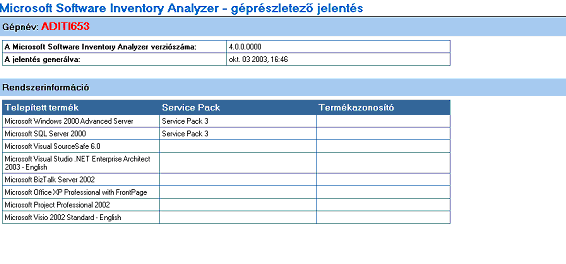 Microsoft Software Inventory Analyzer - géprészletező jelentés
Gépnév: ADITI653
A Microsoft Software Inventory Analyzer verziószáma: 4.0.0.0000
A jelentés generálva: okt. 03 2003, 16:46
Rendszerinformáció
Telepített termék Service Pack Termékazonosító
Microsoft Windows 2000 Advanced Server Service Pack 3
Microsoft SQL Server 2000 Service Pack 3
Microsoft Visual SourceSafe 6.0
Microsoft Visual Studio .NET Enterprise Architect
2003 - English
Microsoft BizTalk Server 2002
Microsoft Office XP Professional with FrontPage
Microsoft Project Professional 2002
Microsoft Visio 2002 Standard - English